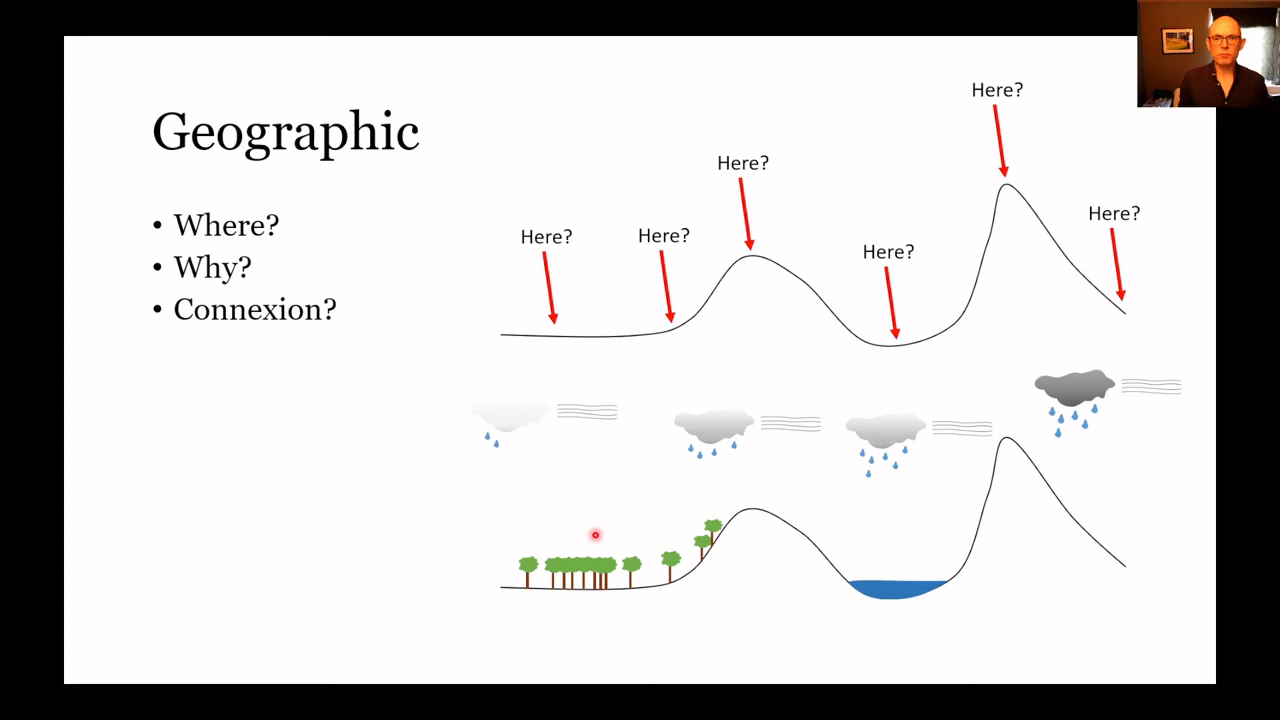 Geographic
• Where?
• Why?
• Connexion?
Here?
Here?
Here?
Here?
Here?
Here?